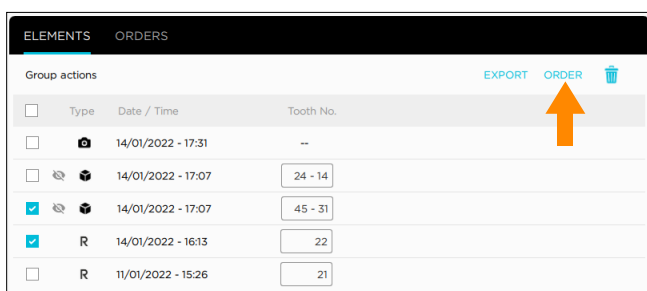 ELEMENTS ORDERS
Group actions EXPORT ORDER
Type Date / Time Tooth No.
14/01/2022 - 17:31 --
14/01/2022 - 17:07 24 - 14
14/01/2022 - 17:07 45 - 31
R 14/01/2022 - 16:13 22
R 11/01/2022 - 15:26 21